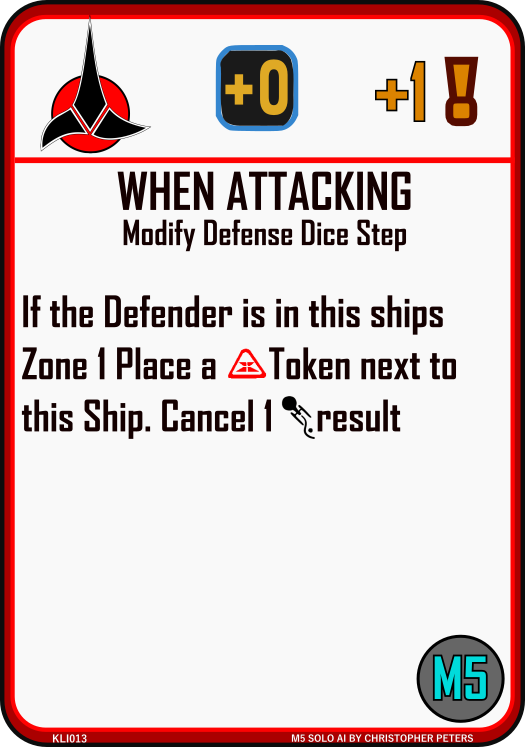 +0
+1 !
WHEN ATTACKING
Modify Defense Dice Step
If the Defender is in this ships
Zone 1 Place a Token next to
this Ship. Cancel 1 result
M5
KLI013
M5 SOLO AI BY CHRISTOPHER PETERS